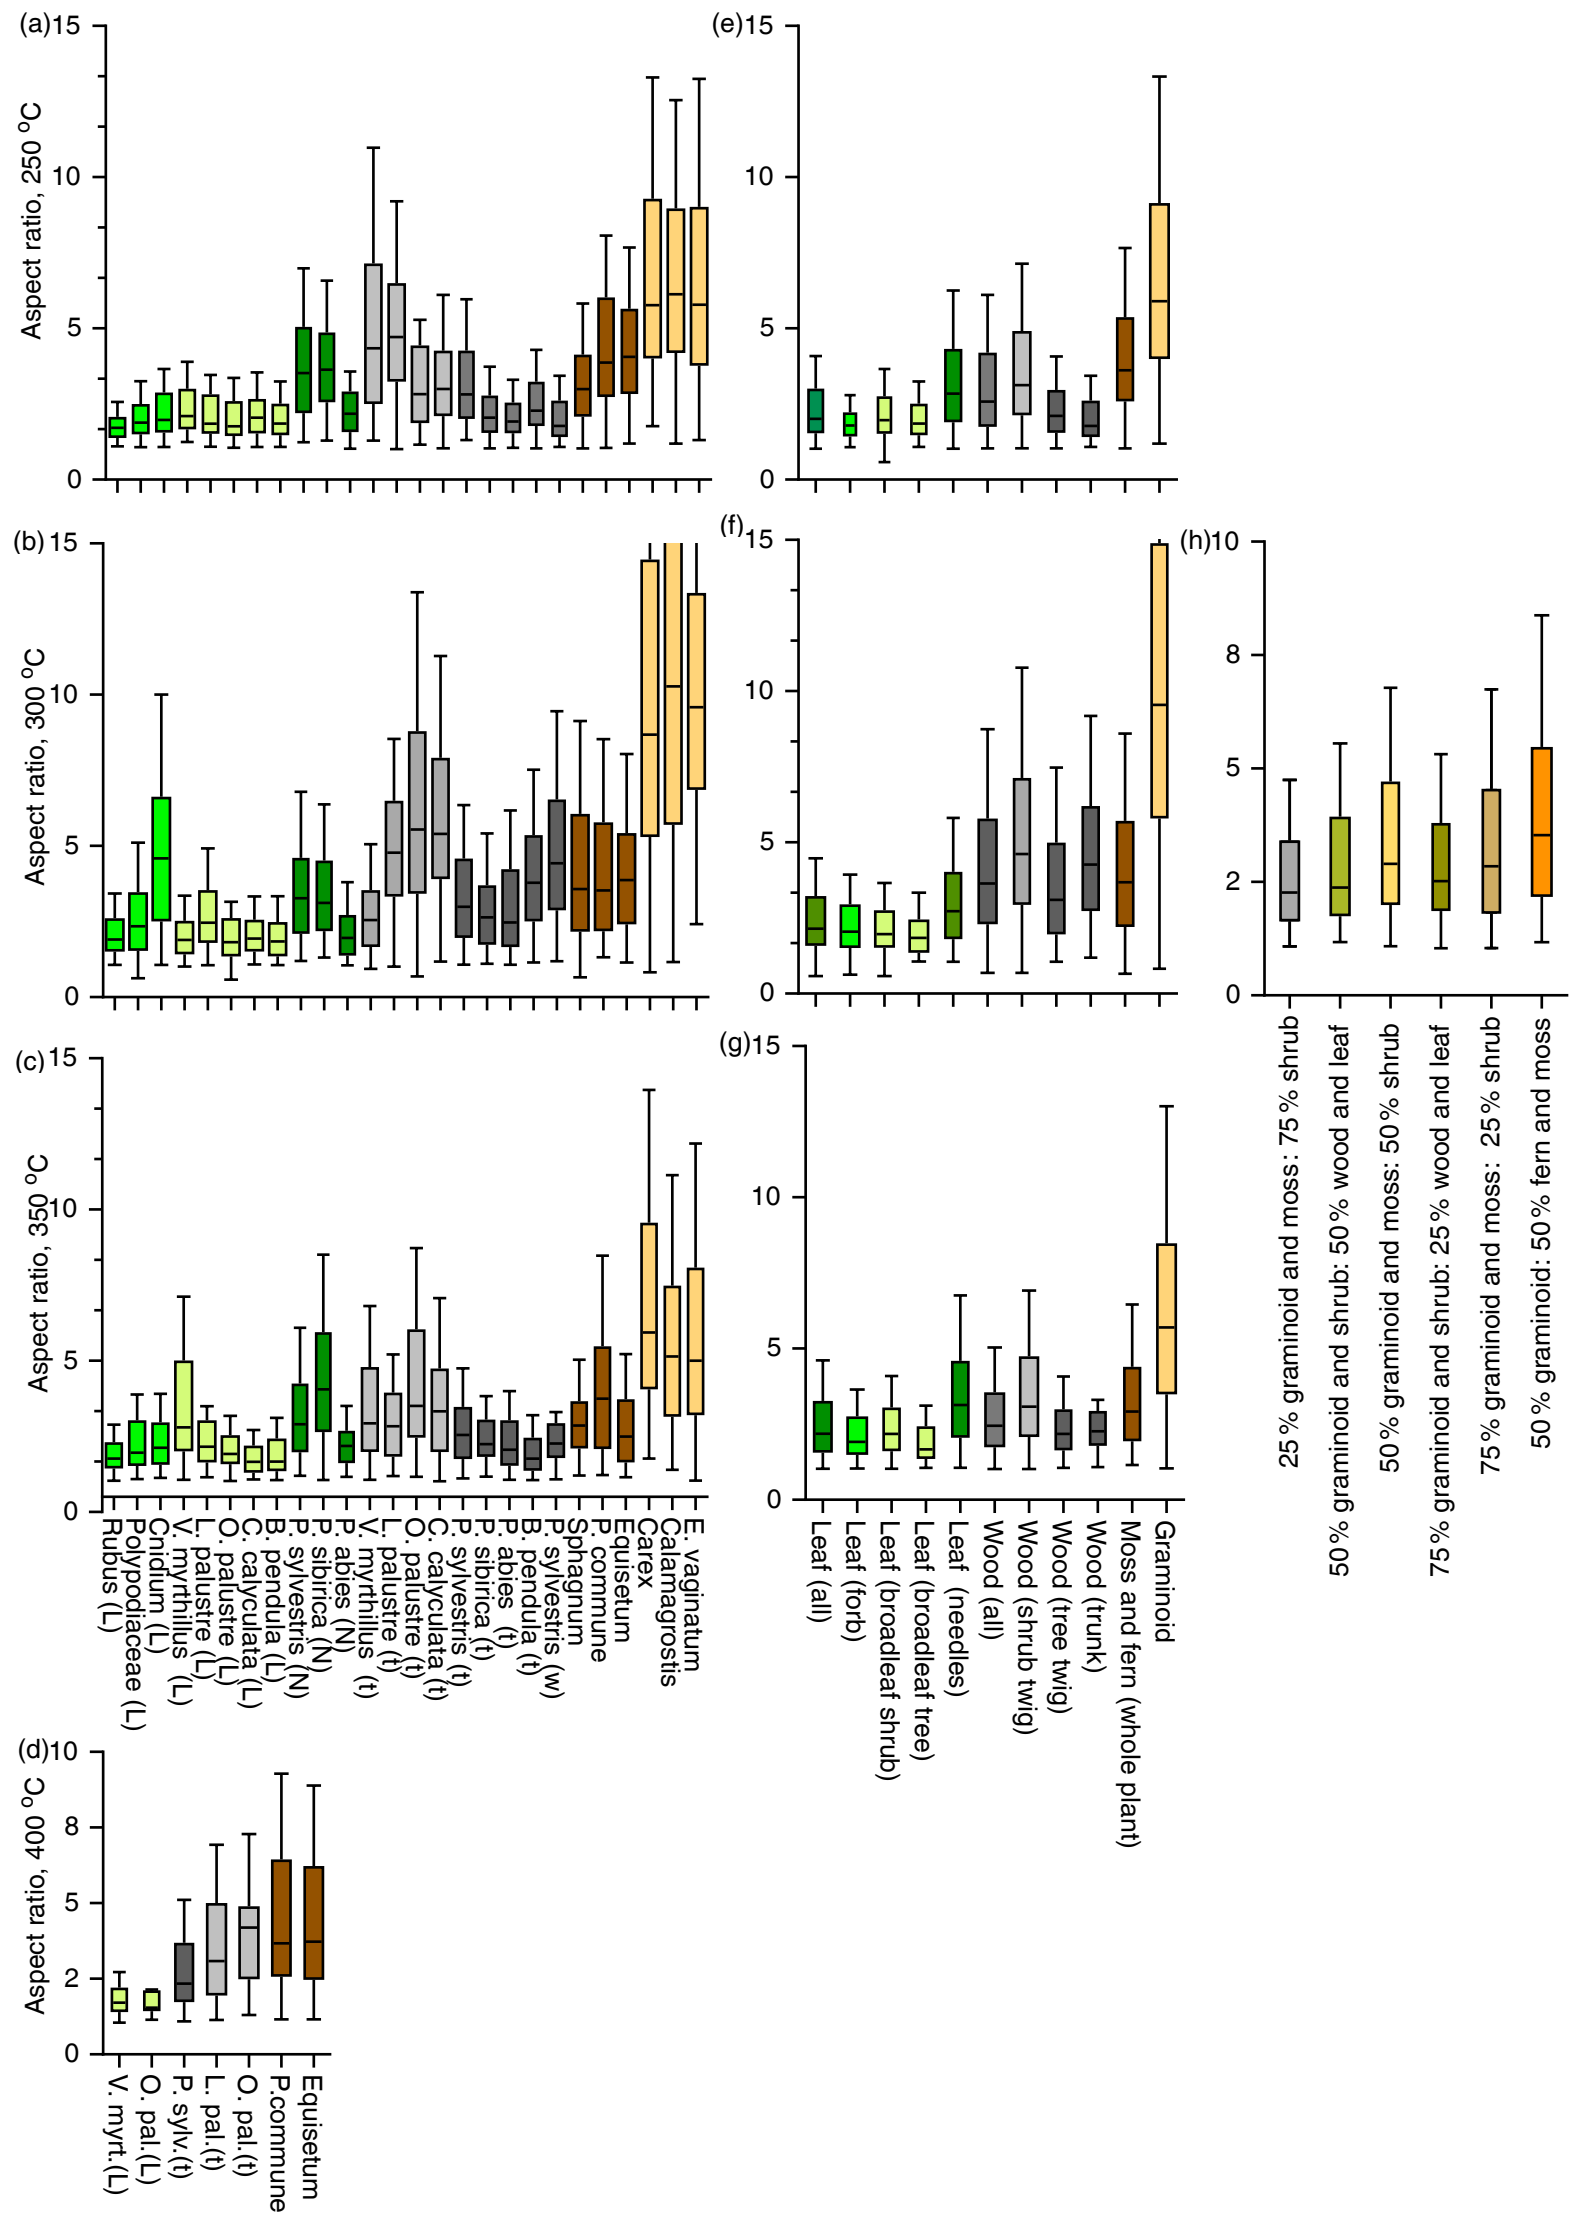 (a)
15
10
5
0
Aspect ratio, 250 °C
(e)
15
10
5
0
(b)
15
10
5
0
Aspect ratio, 300 °C
(f)
15
10
5
0
(h)
10
8
5
2
0
25% graminoid and moss: 75% shrub
50% graminoid and shrub: 50% wood and leaf
50% graminoid and moss: 50% shrub
75% graminoid and shrub: 25% wood and leaf
75% graminoid and moss: 25% shrub
50% graminoid: 50% fern and moss
(c)
15
10
5
0
Aspect ratio, 350 °C
Rubus (L)
Polypodiaceae (L)
Cnidium (L)
V. myrthillus (L)
L. palustre (L)
O. palustre (L)
C. calyculata (L)
B. pendula (L)
P. sylvestris (N)
P. sibirica (N)
P. abies (N)
V. myrthillus (t)
L. palustre (t)
O. palustre (t)
C. calyculata (t)
P. sylvestris (t)
P. sibirica (t)
P. abies (t)
B. pendula (t)
P. sylvestris (w)
Sphagnum
P. commune
Equisetum
Carex
Calamagrostis
E. vaginatum
(g)
15
10
5
0
Leaf (all)
Leaf (forb)
Leaf (broadleaf shrub)
Leaf (broadleaf tree)
Leaf (needles)
Wood (all)
Wood (shrub twig)
Wood (tree twig)
Wood (trunk)
Moss and fern (whole plant)
Graminoid
(d)
10
8
5
2
0
Aspect ratio, 400 °C
V. myrt.(L)
O. pal.(L)
P. sylv.(t)
L. pal.(t)
O. pal.(t)
P.commune
Equisetum